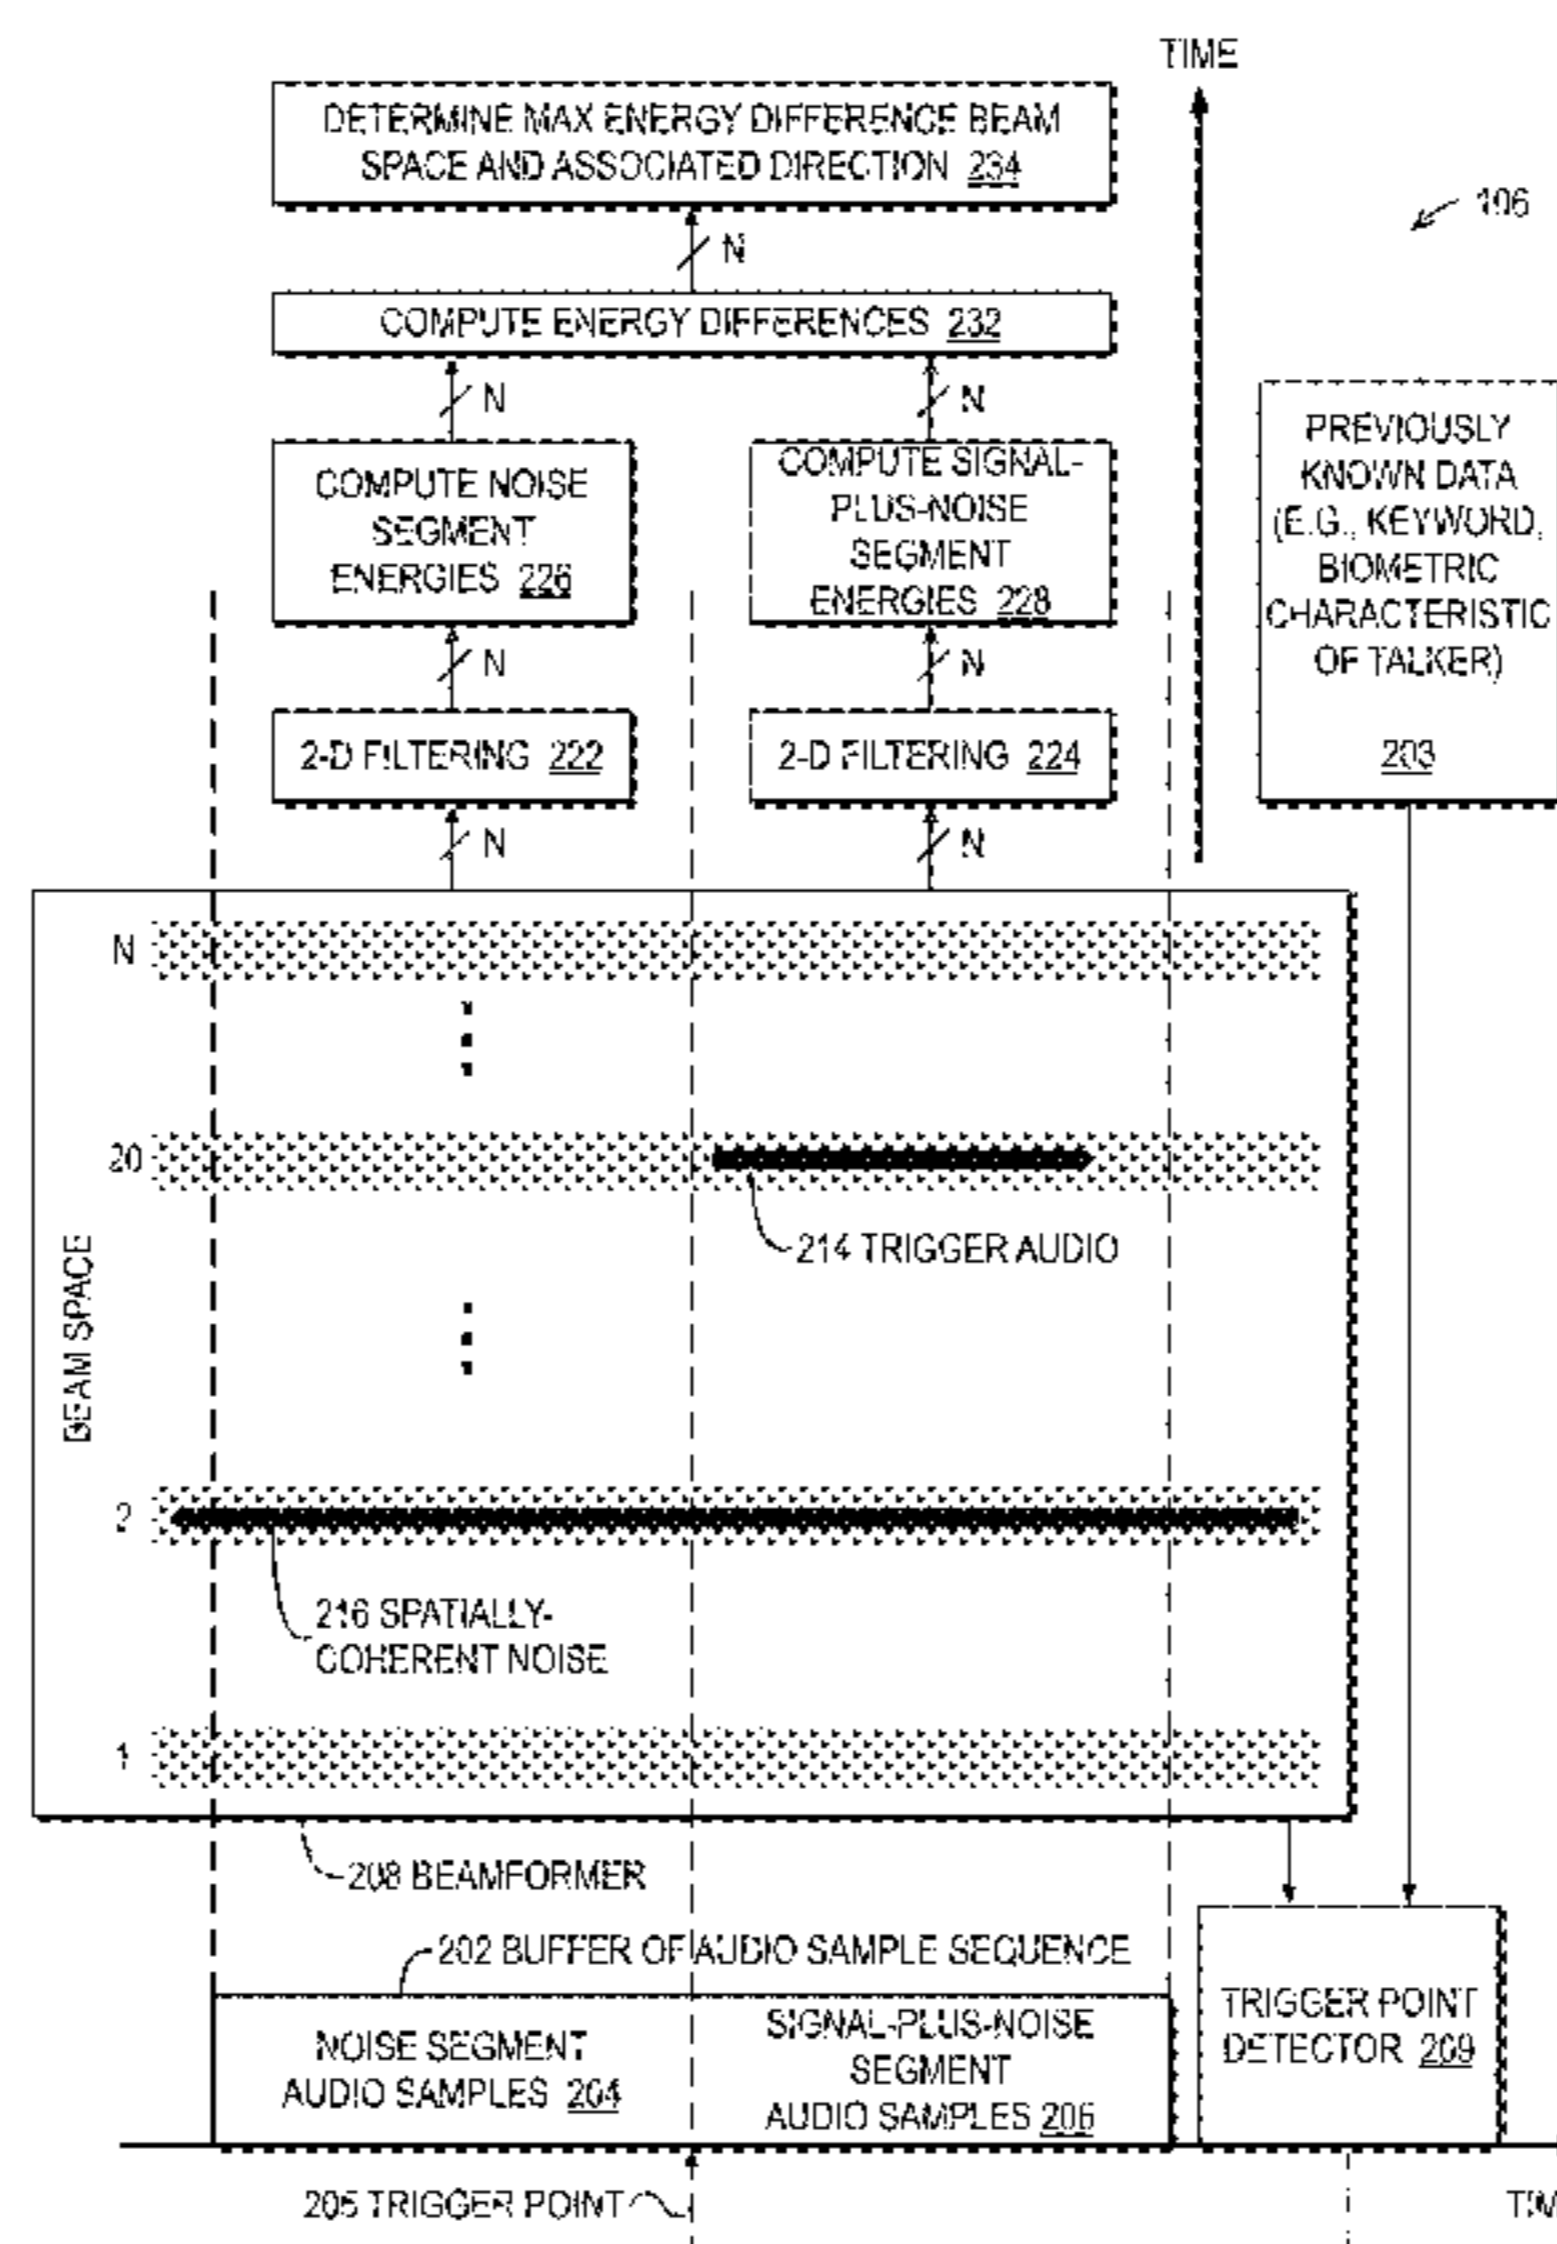 TIME
DETERMINE MAX ENERGY DIFFERENCE BEAM
SPACE AND ASSOCIATED DIRECTION 234
106
N
COMPUTE ENERGY DIFFERENCES 232
N
N
COMPUTE NOISE
SEGMENT
ENERGIES 226
COMPUTE SIGNAL-
PLUS-NOISE
SEGMENT
ENERGIES 228
PREVIOUSLY
KNOWN DATA
(E.G., KEYWORD,
BIOMETRIC
CHARACTERISTIC
OF TALKER)
203
N
N
2-D FILTERING 222
2-D FILTERING 224
N
N
N
20
214 TRIGGER AUDIO
BEAM SPACE
2
216 SPATIALLY-
COHERENT NOISE
1
208 BEAMFORMER
202 BUFFER OF AUDIO SAMPLE SEQUENCE
NOISE SEGMENT
AUDIO SAMPLES 204
SIGNAL-PLUS-NOISE
SEGMENT
AUDIO SAMPLES 206
TRIGGER POINT
DETECTOR 209
205 TRIGGER POINT